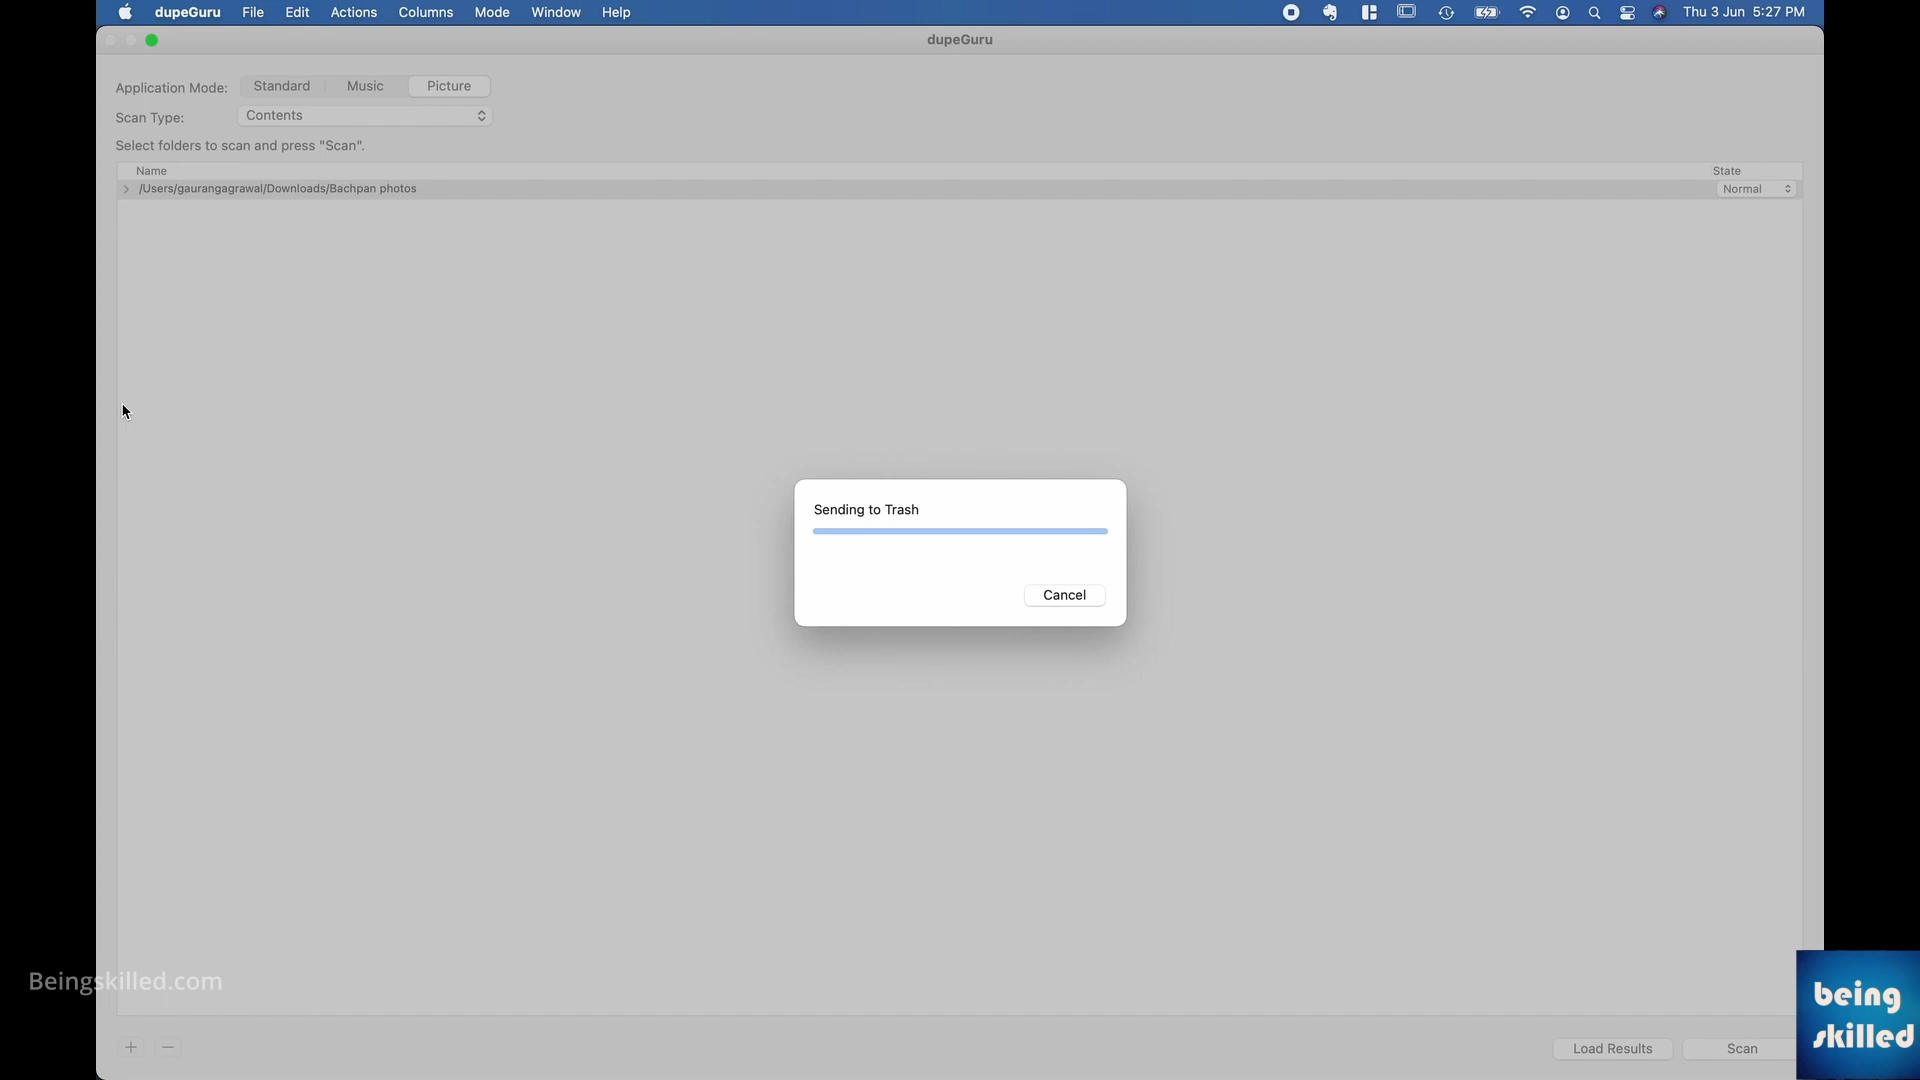 dupeGuru File Edit Actions Columns Mode Window Help Thu 3 Jun 5:27 PM
dupeGuru
Application Mode: Standard Music Picture
Scan Type: Contents
Select folders to scan and press "Scan".
Name State
/Users/gaurangagrawal/Downloads/Bachpan photos Normal
Sending to Trash
Cancel
Beingskilled.com
being
skilled
Load Results Scan